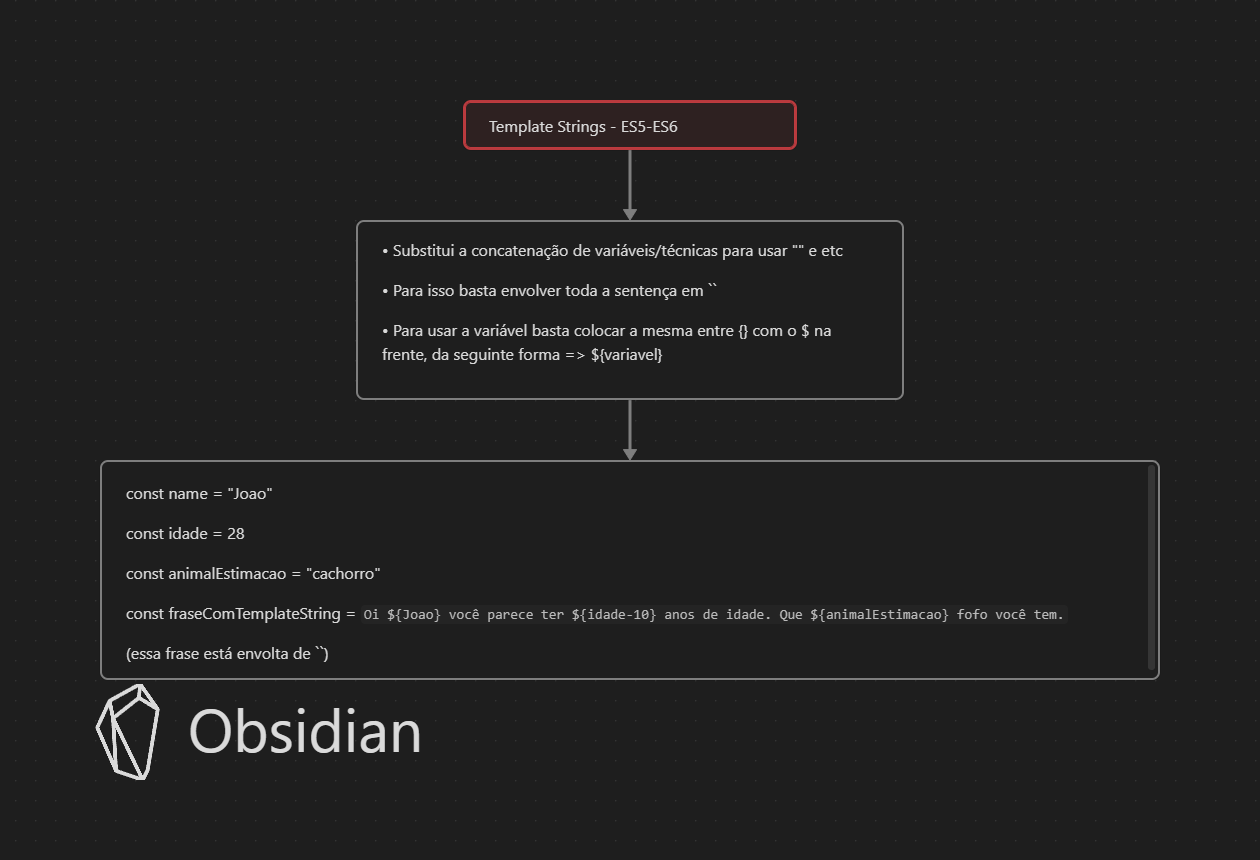 Template Strings - ES5-ES6
• Substitui a concatenação de variáveis/técnicas para usar "" e etc
• Para isso basta envolver toda a sentença em ``
• Para usar a variável basta colocar a mesma entre {} com o $ na
frente, da seguinte forma => ${variavel}
const name = "Joao"
const idade = 28
const animalEstimacao = "cachorro"
const fraseComTemplateString = Oi ${Joao} você parece ter ${idade-10} anos de idade. Que ${animalEstimacao} fofo você tem.
(essa frase está envolta de ``)
Obsidian